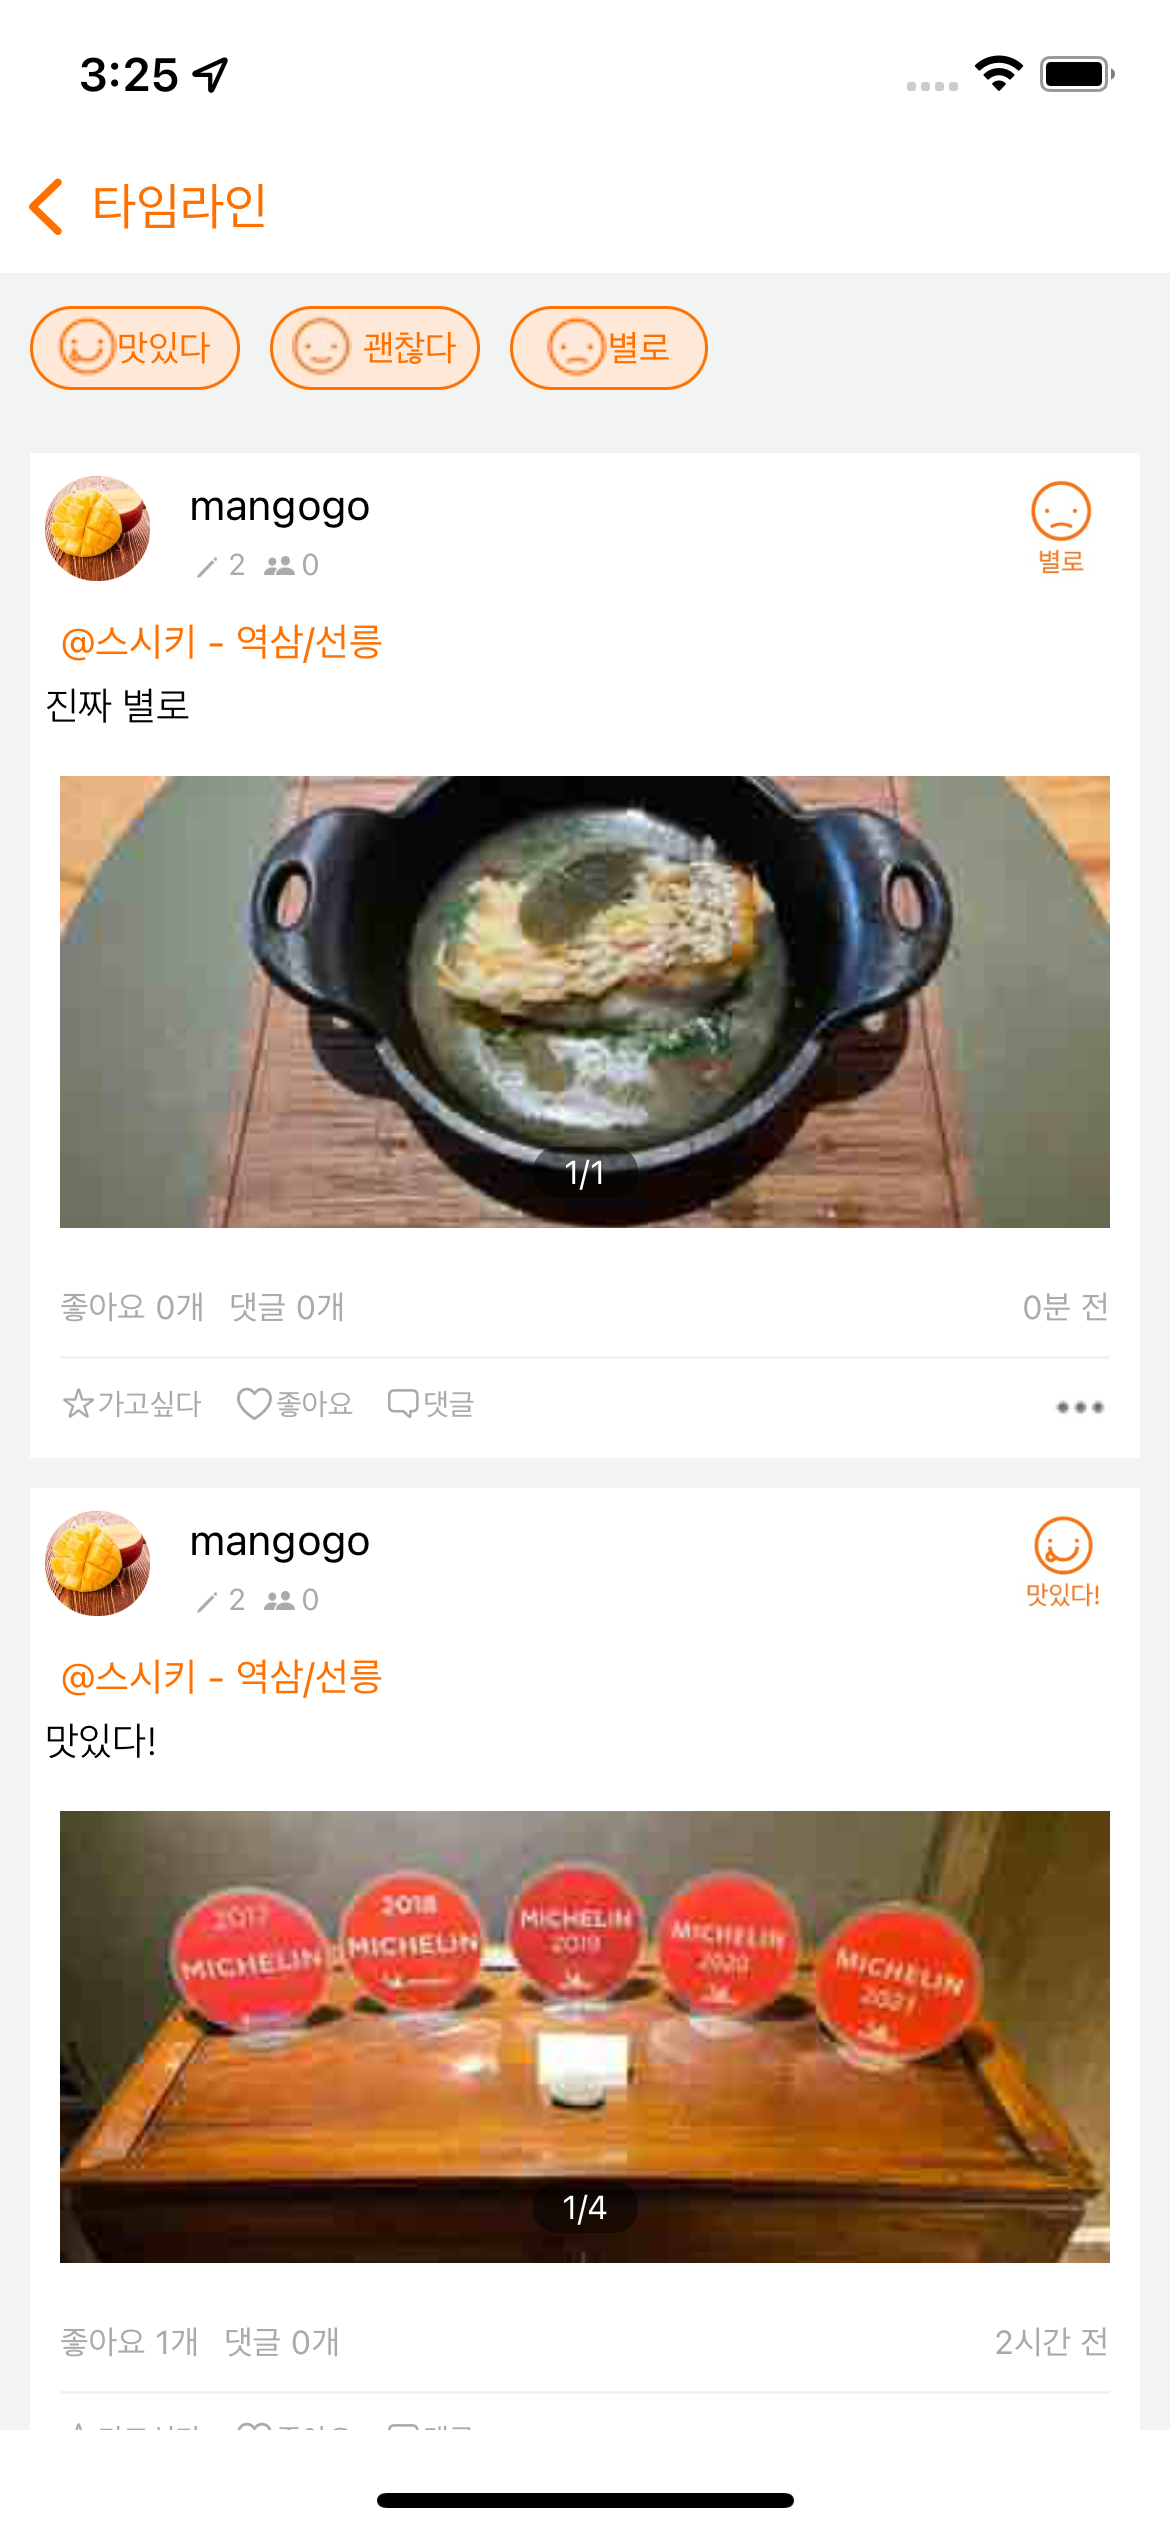 3:25
타임라인
맛있다 괜찮다 별로
mangogo
2 0
별로
@스시키 - 역삼/선릉
진짜 별로
1/1
좋아요 0개 댓글 0개 0분 전
가고싶다 좋아요 댓글
mangogo
2 0
맛있다!
@스시키 - 역삼/선릉
맛있다!
2017 MICHELIN
2018 MICHELIN
MICHELIN 2019
MICHELIN 2020
MICHELIN 2021
1/4
좋아요 1개 댓글 0개 2시간 전